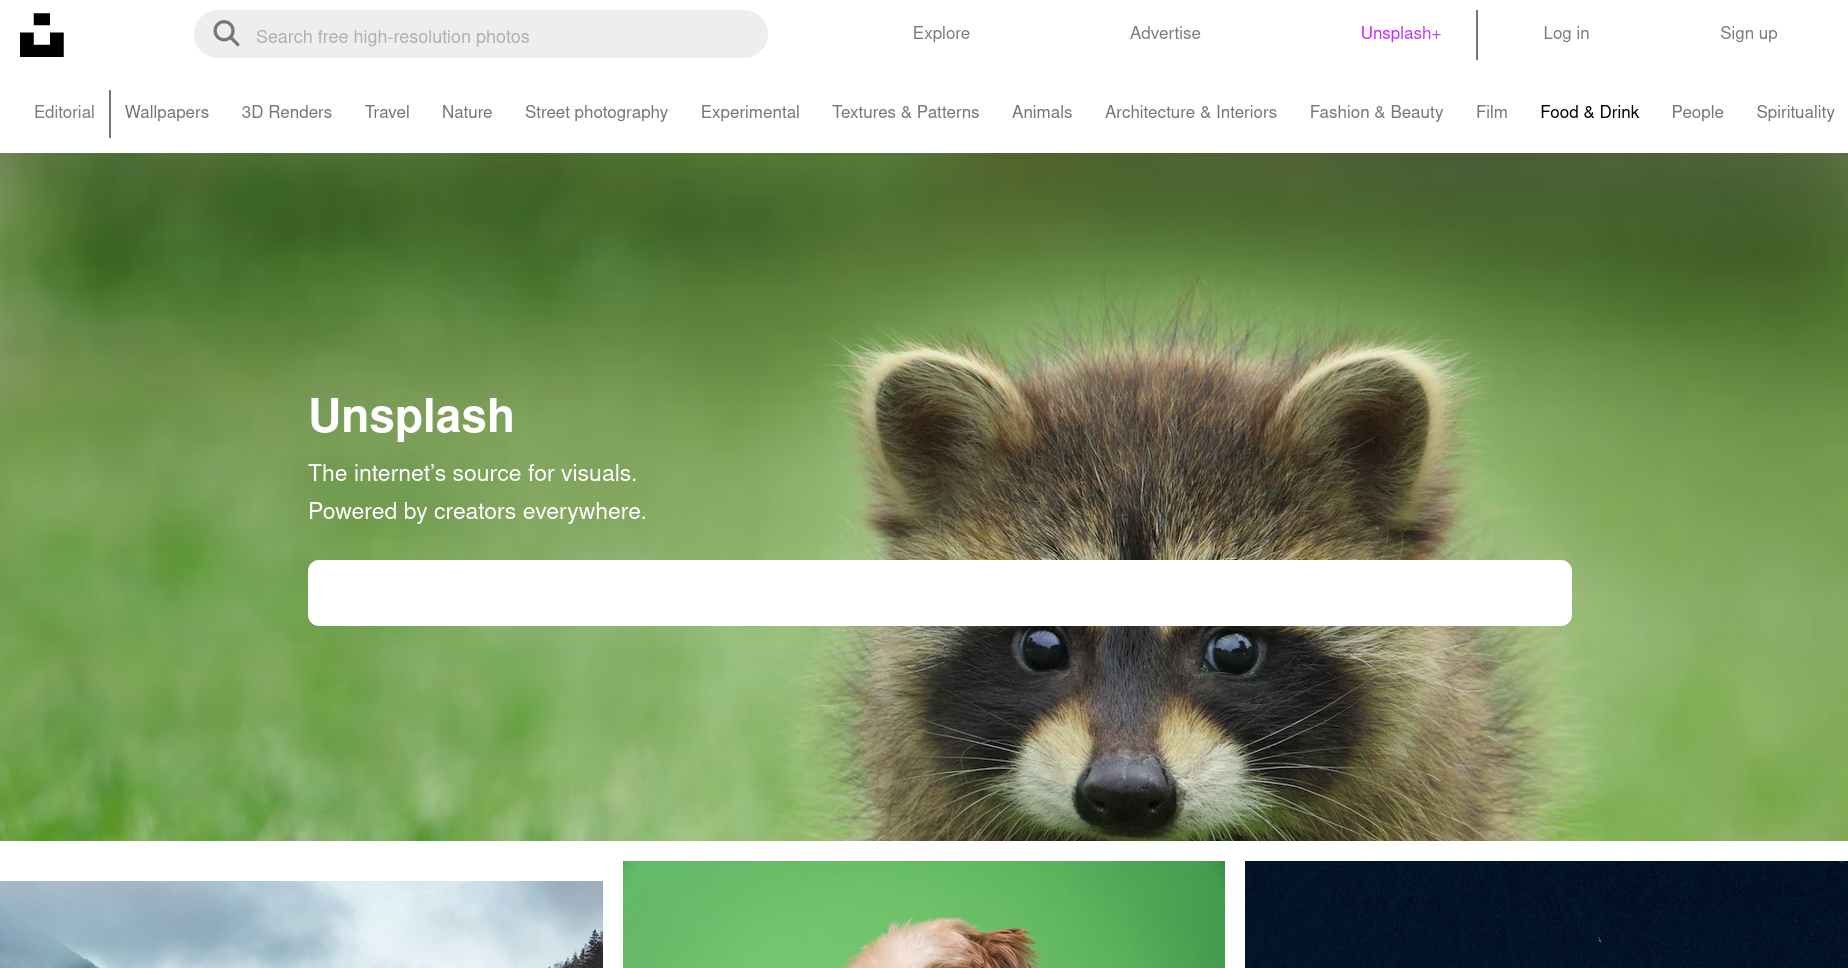 Search free high-resolution photos
Explore
Advertise
Unsplash+
Log in
Sign up
Editorial
Wallpapers
3D Renders
Travel
Nature
Street photography
Experimental
Textures & Patterns
Animals
Architecture & Interiors
Fashion & Beauty
Film
Food & Drink
People
Spirituality
Unsplash
The internet’s source for visuals.
Powered by creators everywhere.